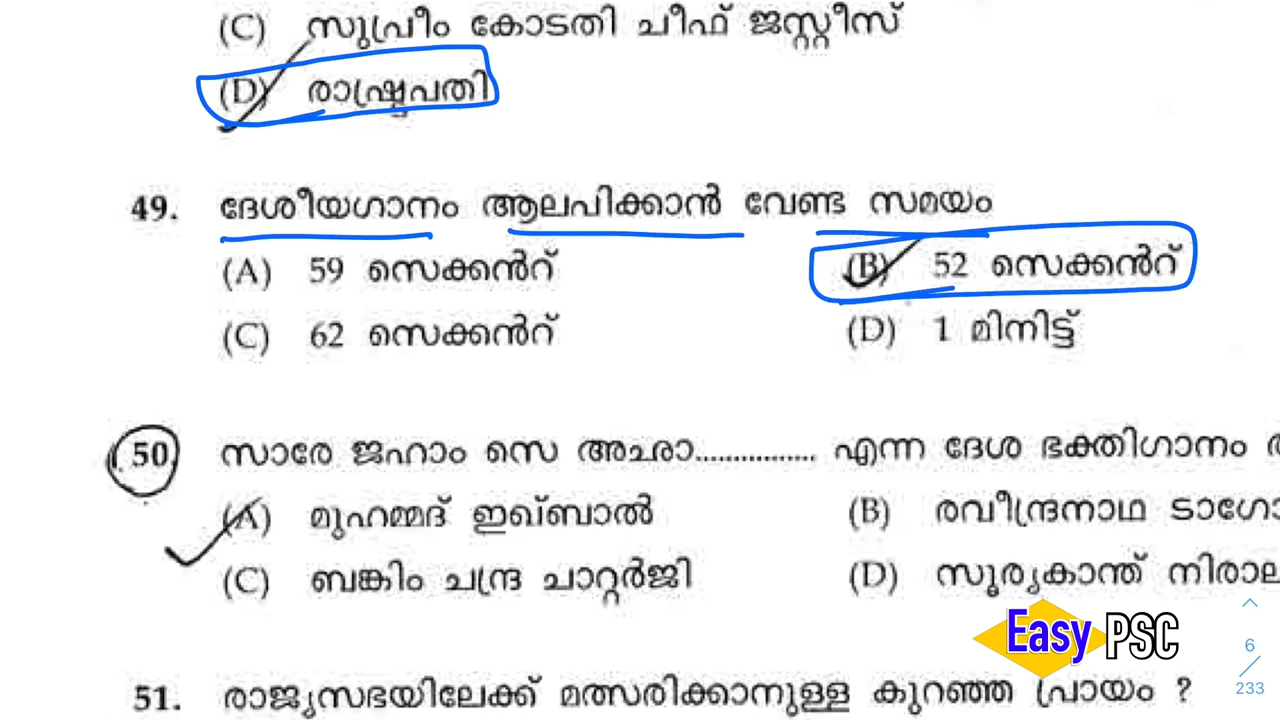 (C) സുപ്രീം കോടതി ചീഫ് ജസ്റ്റീസ്
(D) രാഷ്ട്രപതി
49. ദേശീയഗാനം ആലപിക്കാൻ വേണ്ട സമയം
(A) 59 സെക്കൻറ് (B) 52 സെക്കൻറ്
(C) 62 സെക്കൻറ് (D) 1 മിനിട്ട്
50 സാരേ ജഹാം സെ അച്ഛാ................ എന്ന ദേശ ഭക്തിഗാനം
(A) മുഹമ്മദ് ഇഖ്ബാൽ (B) രവീന്ദ്രനാഥ
(C) ബങ്കിം ചന്ദ്ര ചാറ്റർജി (D) സൂര്യകാന്ത്
Easy PSC
6
233
51. രാജ്യസഭയിലേക്ക് മത്സരിക്കാനുള്ള കുറഞ്ഞ പ്രായം ?